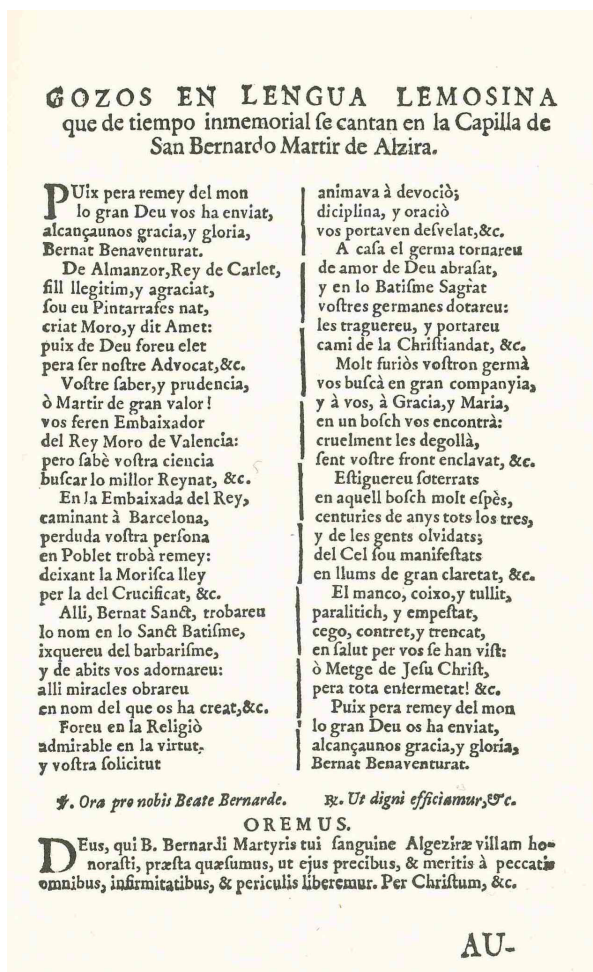 GOZOS EN LENGUA LEMOSINA
que de tiempo inmemorial ſe cantan en la Capilla de
San Bernardo Martir de Alzira.
PUix pera remey del mon
lo gran Deu vos ha enviat,
alcançaunos gracia,y gloria,
Bernat Benaventurat.
De Almanzor,Rey de Carlet,
fill llegitim,y agraciat,
ſou eu Pintarrafes nat,
criat Moro,y dit Amet:
puix de Deu foreu elet
pera ſer noſtre Advocat,&c.
Voſtre ſaber,y prudencia,
ò Martir de gran valor!
vos feren Embaixador
del Rey Moro de Valencia:
pero ſabè voſtra ciencia
buſcar lo millor Reynat, &c.
En la Embaixada del Rey,
caminant à Barcelona,
perduda voſtra perſona
en Poblet trobà remey:
deixant la Moriſca lley
per la del Crucificat, &c.
Alli, Bernat Sanct, trobareu
lo nom en lo Sanct Batiſme,
ixquereu del barbariſme,
y de abits vos adornareu:
alli miracles obrareu
en nom del que os ha creat,&c.
Foreu en la Religiò
admirable en la virtut,
y voſtra ſolicitut
animava à devociò;
diciplina, y oraciò
vos portaven deſvelat,&c.
A caſa el germa tornareu
de amor de Deu abraſat,
y en lo Batiſme Sagrat
voſtres germanes dotareu:
les traguereu, y portareu
cami de la Chriſtiandat, &c.
Molt furiòs voſtron germà
vos buſcà en gran companyia,
y à vos, à Gracia,y Maria,
en un boſch vos encontrà:
cruelment les degollà,
ſent voſtre front enclavat, &c.
Eſtiguereu ſoterrats
en aquell boſch molt eſpès,
centuries de anys tots los tres,
y de les gents olvidats;
del Cel ſou manifeſtats
en llums de gran claretat, &c.
El manco, coixo,y tullit,
paralitich, y empeſtat,
cego, contret,y trencat,
en ſalut per vos ſe han viſt:
ò Metge de Jeſu Chriſt,
pera tota enfermetat! &c.
Puix pera remey del mon
lo gran Deu os ha enviat,
alcançaunos gracia,y gloria,
Bernat Benaventurat.
℣. Ora pro nobis Beate Bernarde. ℟. Ut digni efficiamur,&c.
OREMUS.
DEus, qui B. Bernardi Martyris tui ſanguine Algeziræ villam ho-
noraſti, præſta quæſumus, ut ejus precibus, & meritis à peccatis
omnibus, infirmitatibus, & periculis liberemur. Per Chriſtum, &c.
AU-